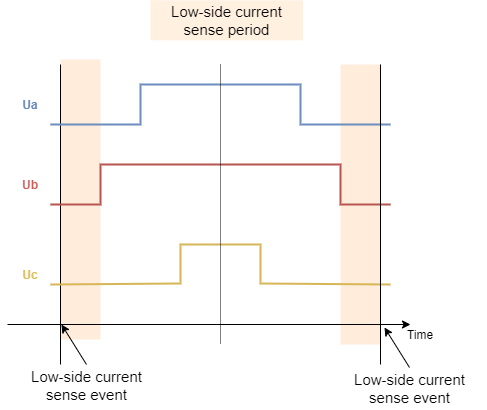 Low-side current
sense period
Ua
Ub
Uc
Time
Low-side current
sense event
Low-side current
sense event